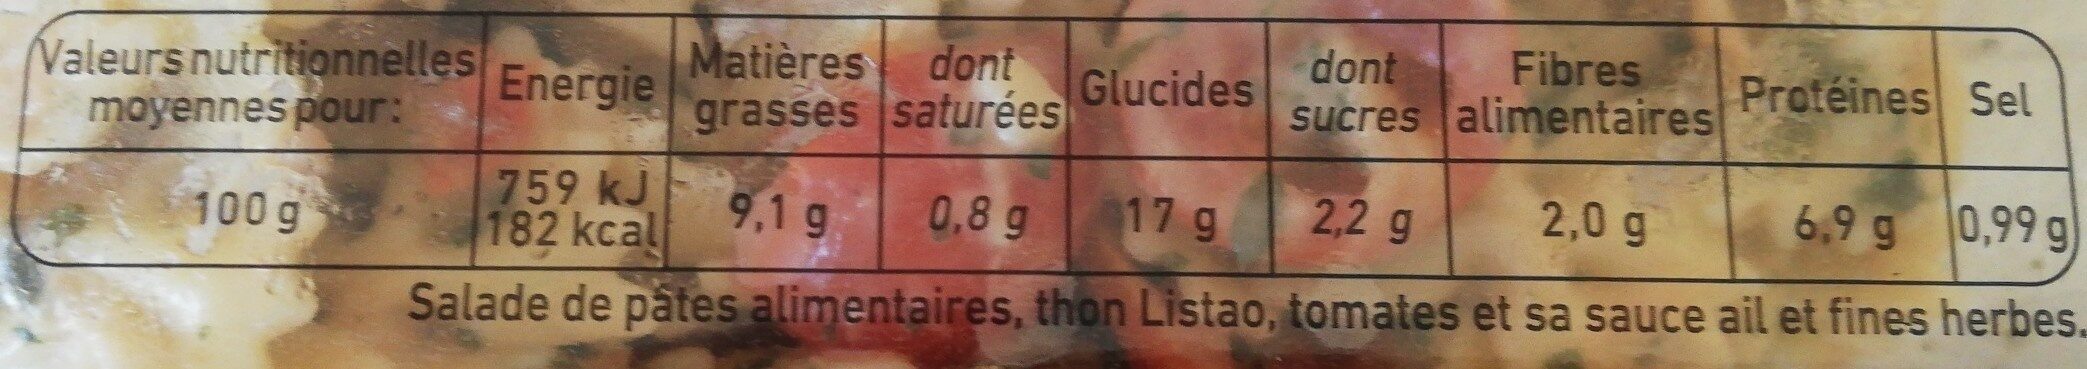 Valeurs nutritionnelles moyennes pour: Energie Matières grasses dont saturées Glucides dont sucres Fibres alimentaires Protéines Sel
100 g 759 kJ 182 kcal 9,1 g 0,8 g 17 g 2,2 g 2,0 g 6,9 g 0,99 g
Salade de pâtes alimentaires, thon Listao, tomates et sa sauce ail et fines herbes.